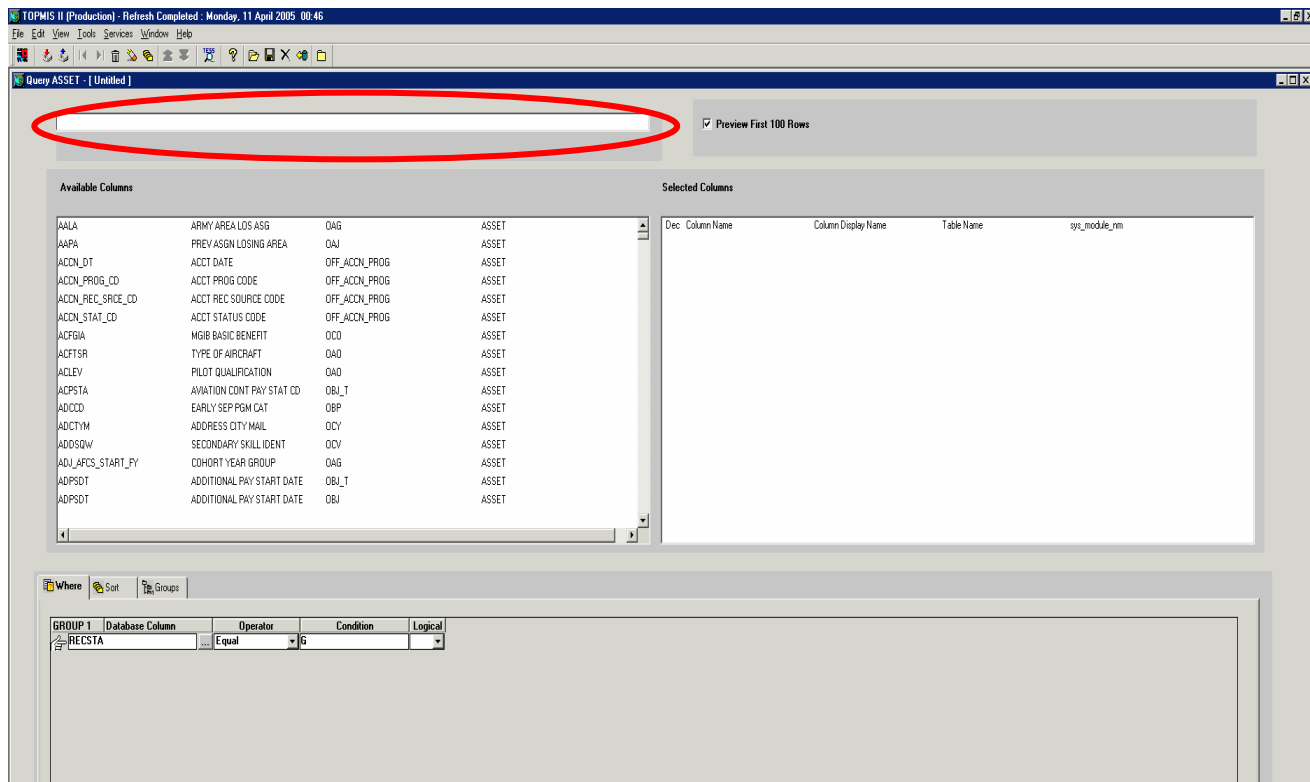 TOPMIS II (Production) - Refresh Completed : Monday, 11 April 2005 00:46
File Edit View Tools Services Window Help
TESS
Query ASSET - [ Untitled ]
Preview First 100 Rows
Available Columns
Selected Columns
AALA ARMY AREA LOS ASG OAG ASSET
AAPA PREV ASGN LOSING AREA OAJ ASSET
ACCN_DT ACCT DATE OFF_ACCN_PROG ASSET
ACCN_PROG_CD ACCT PROG CODE OFF_ACCN_PROG ASSET
ACCN_REC_SRCE_CD ACCT REC SOURCE CODE OFF_ACCN_PROG ASSET
ACCN_STAT_CD ACCT STATUS CODE OFF_ACCN_PROG ASSET
ACFGIA MGIB BASIC BENEFIT OCO ASSET
ACFTSR TYPE OF AIRCRAFT OAO ASSET
ACLEV PILOT QUALIFICATION OAO ASSET
ACPSTA AVIATION CONT PAY STAT CD OBJ_T ASSET
ADCCD EARLY SEP PGM CAT OBP ASSET
ADCTYM ADDRESS CITY MAIL OCY ASSET
ADDSQW SECONDARY SKILL IDENT OCV ASSET
ADJ_AFCS_START_FY COHORT YEAR GROUP OAG ASSET
ADPSDT ADDITIONAL PAY START DATE OBJ_T ASSET
ADPSDT ADDITIONAL PAY START DATE OBJ ASSET
Dec Column Name Column Display Name Table Name sys_module_nm
Where Sort Groups
GROUP 1 Database Column Operator Condition Logical
RECSTA ... Equal G